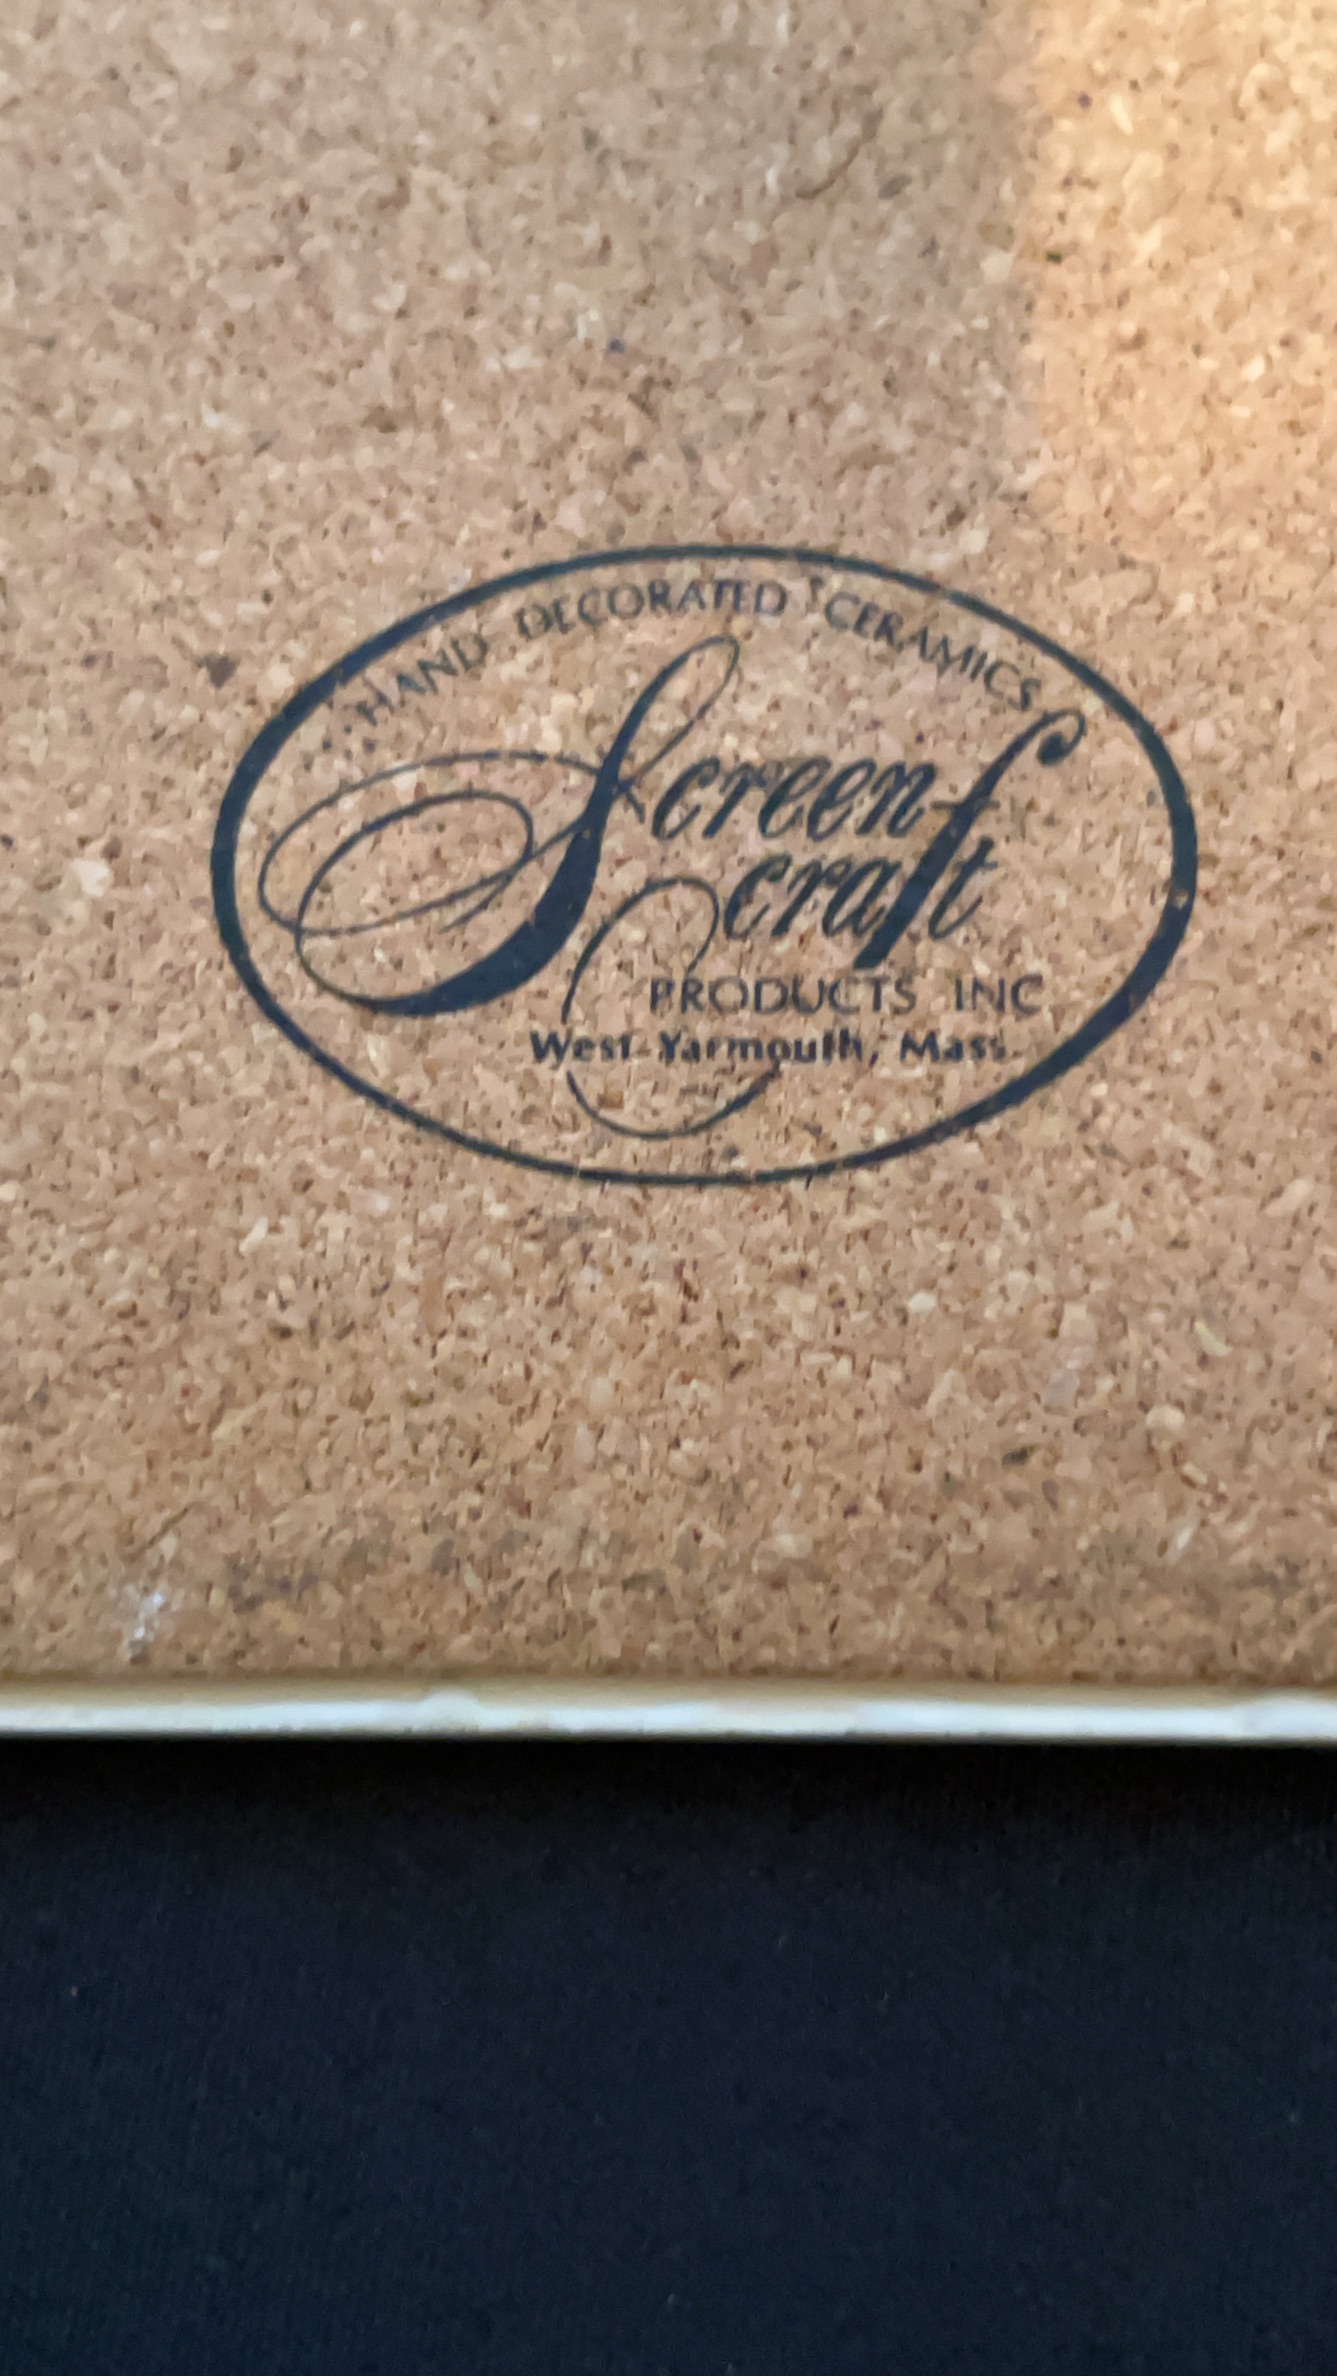 HAND DECORATED CERAMICS
Screen
craft
PRODUCTS INC
West Yarmouth, Mass.